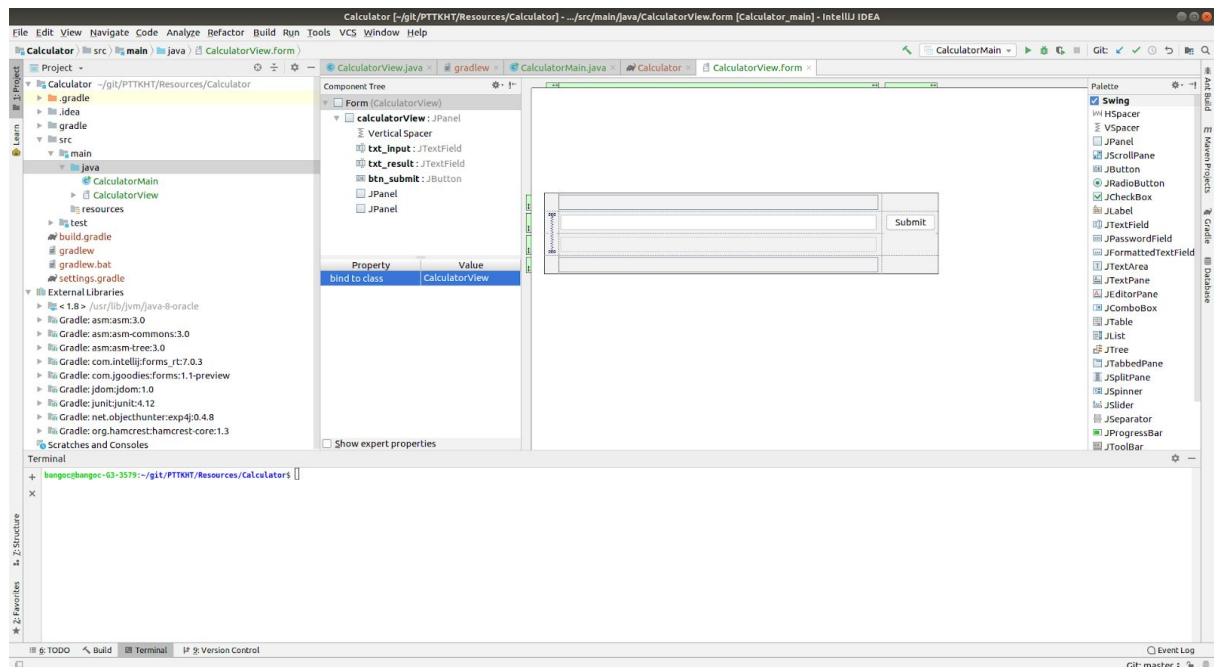 Calculator [~/git/PTTKHT/Resources/Calculator] - .../src/main/java/CalculatorView.form [Calculator_main] - IntelliJ IDEA
File Edit View Navigate Code Analyze Refactor Build Run Tools VCS Window Help
Calculator src main java CalculatorView.form
CalculatorMain Git:
1: Project
Learn
Project
Calculator ~/git/PTTKHT/Resources/Calculator
.gradle
.idea
gradle
src
main
java
CalculatorMain
CalculatorView
resources
test
build.gradle
gradlew
gradlew.bat
settings.gradle
External Libraries
< 1.8 > /usr/lib/jvm/java-8-oracle
Gradle: asm:asm:3.0
Gradle: asm:asm-commons:3.0
Gradle: asm:asm-tree:3.0
Gradle: com.intellij:forms_rt:7.0.3
Gradle: com.jgoodies:forms:1.1-preview
Gradle: jdom:jdom:1.0
Gradle: junit:junit:4.12
Gradle: net.objecthunter:exp4j:0.4.8
Gradle: org.hamcrest:hamcrest-core:1.3
Scratches and Consoles
CalculatorView.java gradlew CalculatorMain.java Calculator CalculatorView.form
Component Tree
Form (CalculatorView)
calculatorView : JPanel
Vertical Spacer
txt_input : JTextField
txt_result : JTextField
btn_submit : JButton
JPanel
JPanel
Property Value
bind to class CalculatorView
Show expert properties
Submit
Palette
Swing
HSpacer
VSpacer
JPanel
JScrollPane
JButton
JRadioButton
JCheckBox
JLabel
JTextField
JPasswordField
JFormattedTextField
JTextArea
JTextPane
JEditorPane
JComboBox
JTable
JList
JTree
JTabbedPane
JSplitPane
JSpinner
JSlider
JSeparator
JProgressBar
JToolBar
Ant Build
Maven Projects
Gradle
Database
Terminal
bangoc@bangoc-G3-3579:~/git/PTTKHT/Resources/Calculator$
Z: Structure
2: Favorites
6: TODO Build Terminal 9: Version Control Event Log
Git: master